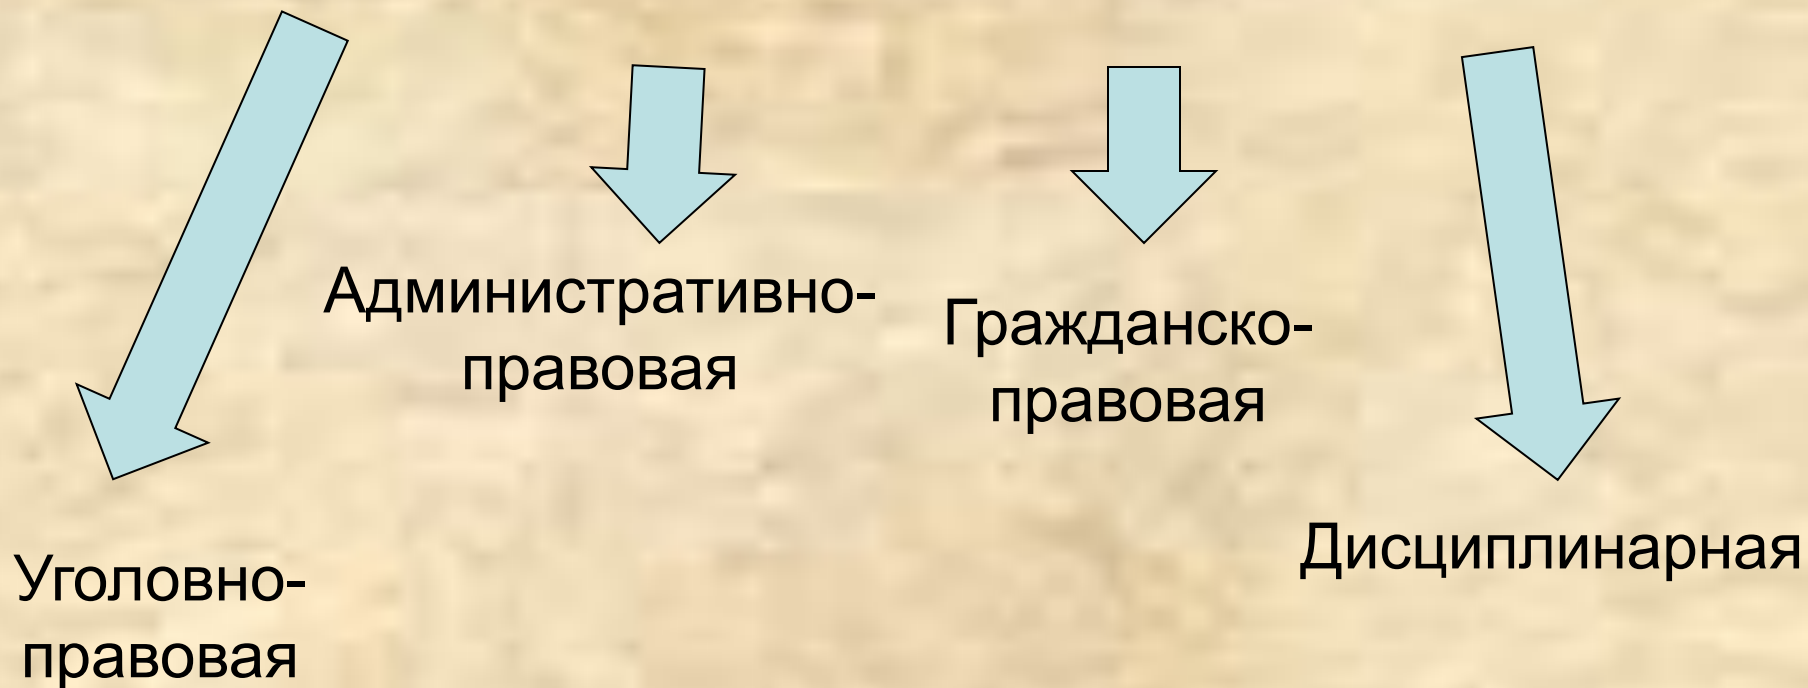 Административно-
правовая
Гражданско-
правовая
Дисциплинарная
Уголовно-
правовая